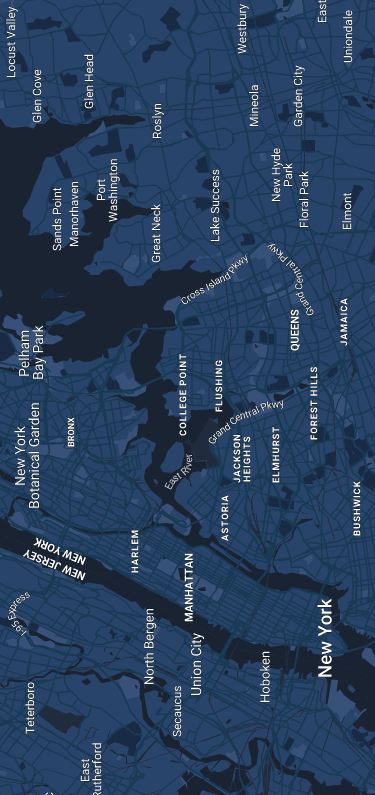 Locust Valley
L-95 Express
New York
Botanical Garden
Pelham
Bay Park
Teterboro
Glen Cove
NEW JERSEY
NEW YORK
BRONX
Sands Point
Manorhaven
Glen Head
East
Port
Washington
HARLEM
North Bergen
Great Neck
Roslyn
Secaucus
East River
COLLEGE POINT
MANHATTAN
Union City
Cross Island Pkwy
FLUSHING
Lake Success
ASTORIA
JACKSON
HEIGHTS
Grand Central Pkwy
Westbury
Mineola
Hoboken
ELMHURST
New Hyde
Park
QUEENS
Grand Central Pkwy
Garden City
Floral Park
FOREST HILLS
New York
East
JAMAICA
Elmont
Uniondale
BUSHWICK